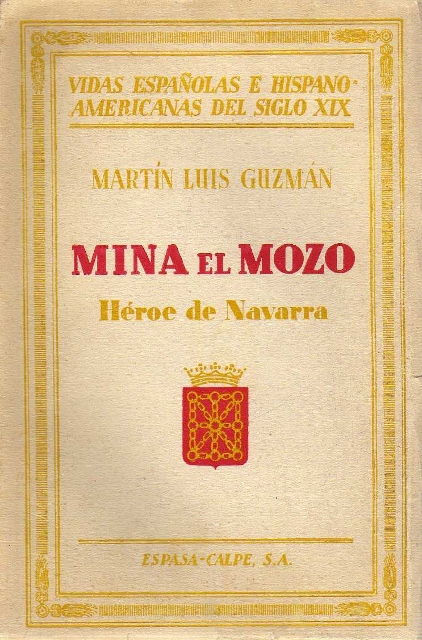 VIDAS ESPAÑOLAS E HISPANO-
AMERICANAS DEL SIGLO XIX
MARTÍN LUIS GUZMÁN
MINA EL MOZO
Héroe de Navarra
ESPASA-CALPE, S.A.